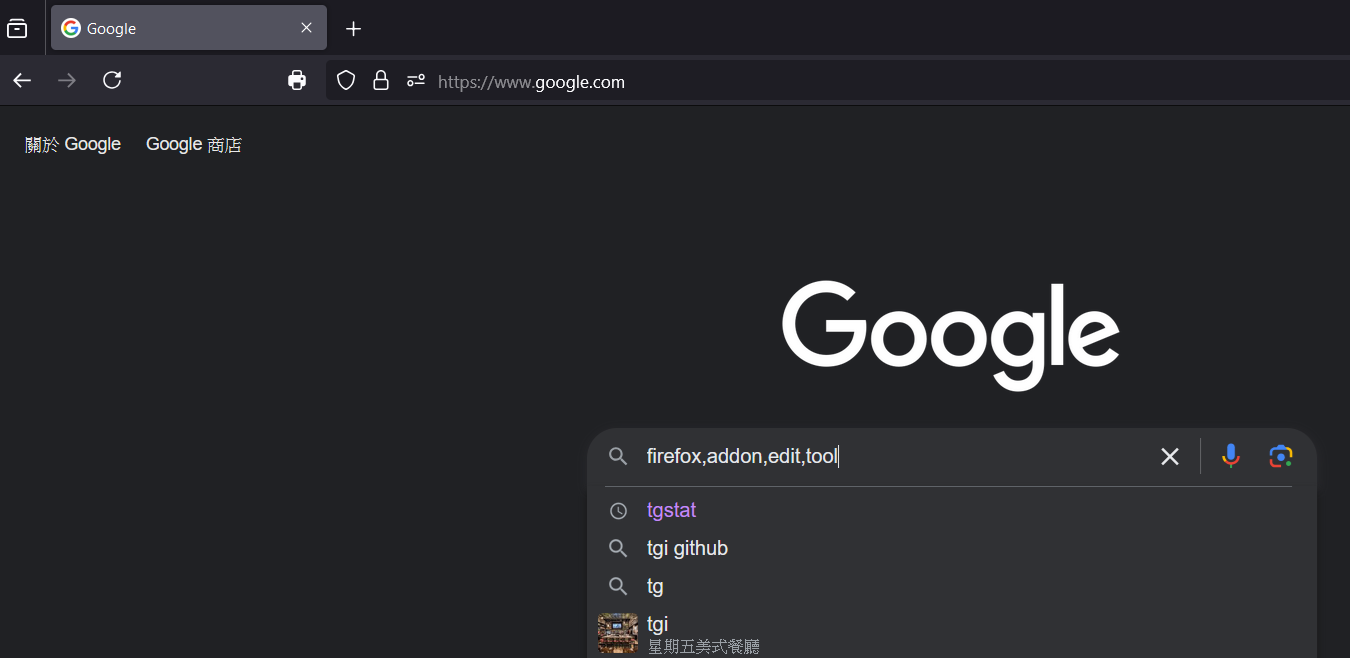 Google
https://www.google.com
關於 Google Google 商店
Google
firefox,addon,edit,tool
tgstat
tgi github
tg
tgi
星期五美式餐廳